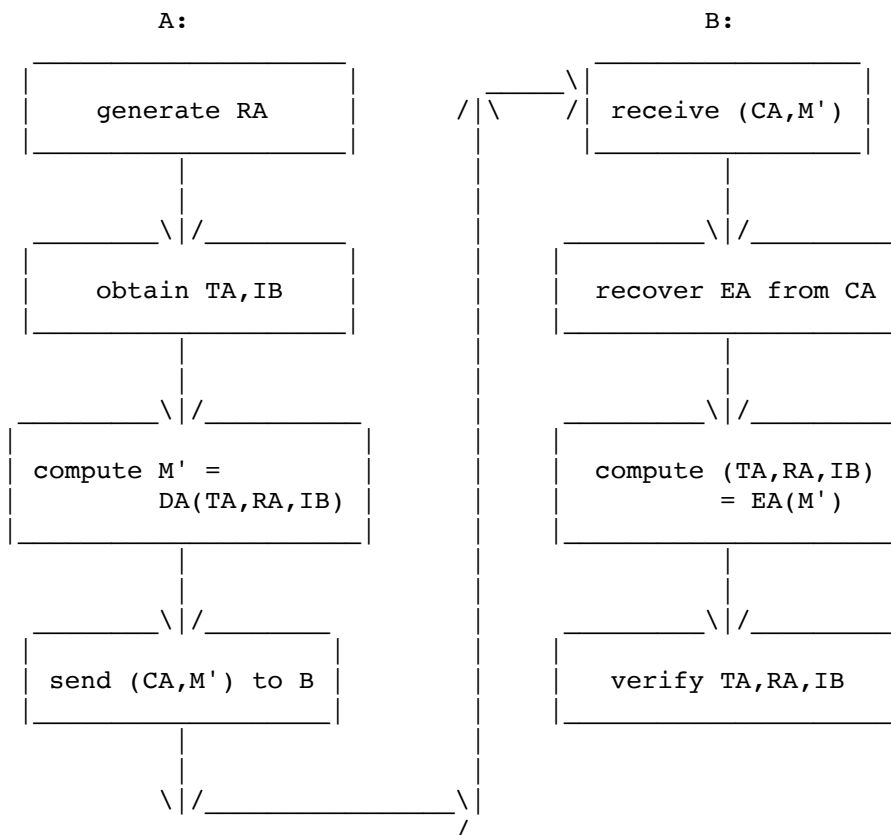 A:
generate RA
obtain TA,IB
compute M' =
DA(TA,RA,IB)
send (CA,M') to B
B:
receive (CA,M')
recover EA from CA
compute (TA,RA,IB)
= EA(M')
verify TA,RA,IB